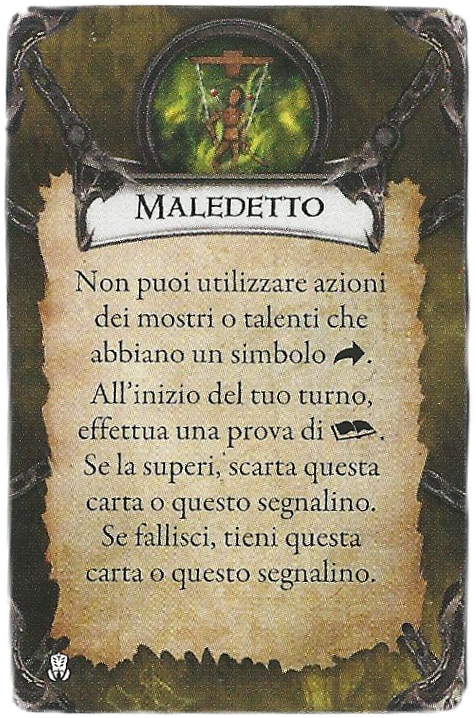 MALEDETTO
Non puoi utilizzare azioni
dei mostri o talenti che
abbiano un simbolo .
All'inizio del tuo turno,
effettua una prova di .
Se la superi, scarta questa
carta o questo segnalino.
Se fallisci, tieni questa
carta o questo segnalino.